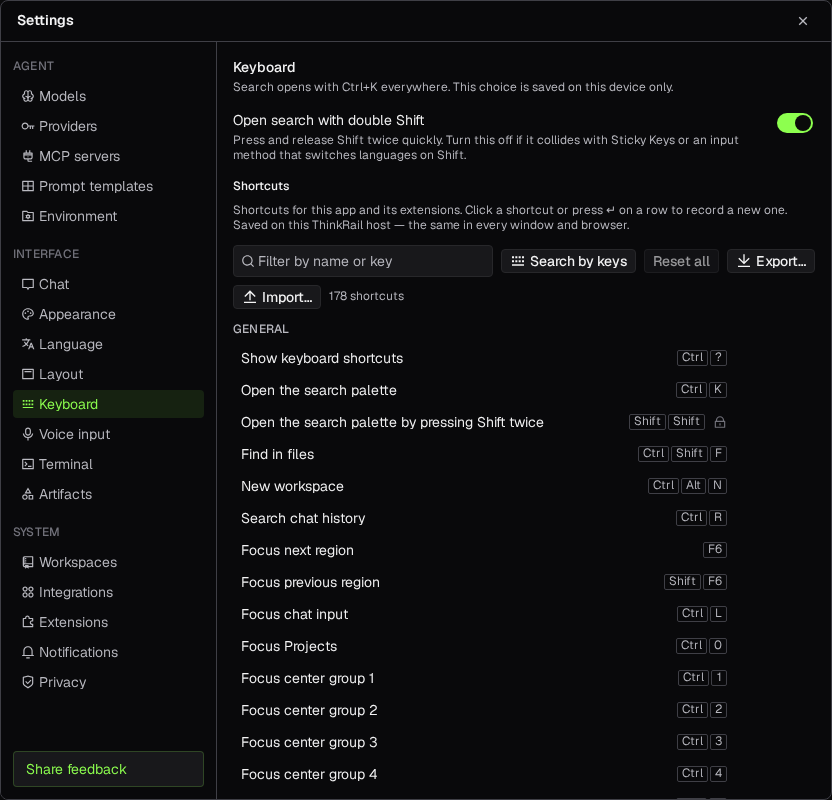 Settings
AGENT
Models
Providers
MCP servers
Prompt templates
Environment
INTERFACE
Chat
Appearance
Language
Layout
Keyboard
Voice input
Terminal
Artifacts
SYSTEM
Workspaces
Integrations
Extensions
Notifications
Privacy
Share feedback
Keyboard
Search opens with Ctrl+K everywhere. This choice is saved on this device only.
Open search with double Shift
Press and release Shift twice quickly. Turn this off if it collides with Sticky Keys or an input
method that switches languages on Shift.
Shortcuts
Shortcuts for this app and its extensions. Click a shortcut or press ↵ on a row to record a new one.
Saved on this ThinkRail host — the same in every window and browser.
Filter by name or key Search by keys Reset all Export...
Import... 178 shortcuts
GENERAL
Show keyboard shortcuts Ctrl ?
Open the search palette Ctrl K
Open the search palette by pressing Shift twice Shift Shift
Find in files Ctrl Shift F
New workspace Ctrl Alt N
Search chat history Ctrl R
Focus next region F6
Focus previous region Shift F6
Focus chat input Ctrl L
Focus Projects Ctrl 0
Focus center group 1 Ctrl 1
Focus center group 2 Ctrl 2
Focus center group 3 Ctrl 3
Focus center group 4 Ctrl 4